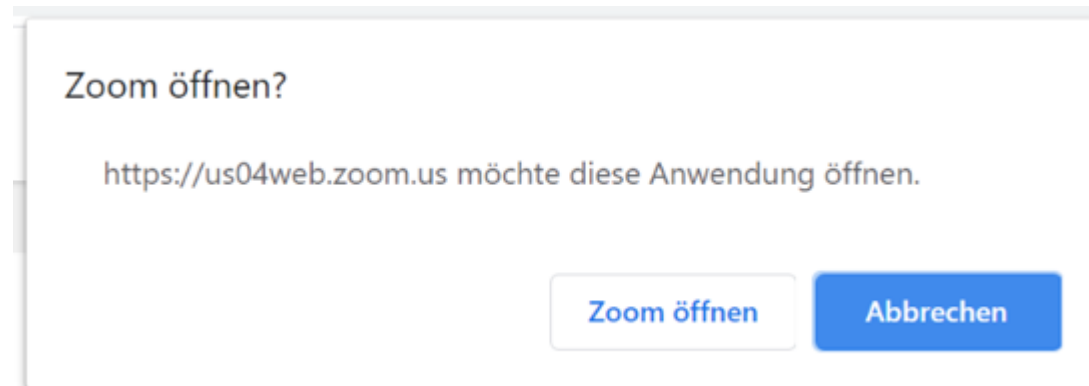 Zoom öffnen?
https://us04web.zoom.us möchte diese Anwendung öffnen.
Zoom öffnen
Abbrechen